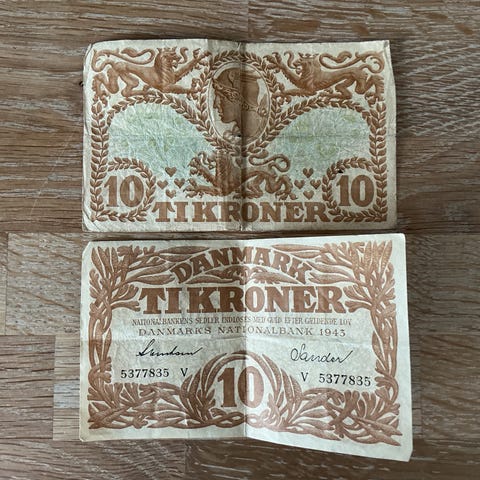 10 10
TI KRONER
DANMARK
TI KRONER
NATIONALBANKENS SEDLER INDLØSES MED GULD EFTER GÆLDENDE LOV
DANMARKS NATIONALBANK 1943
5377835 V V 5377835
10